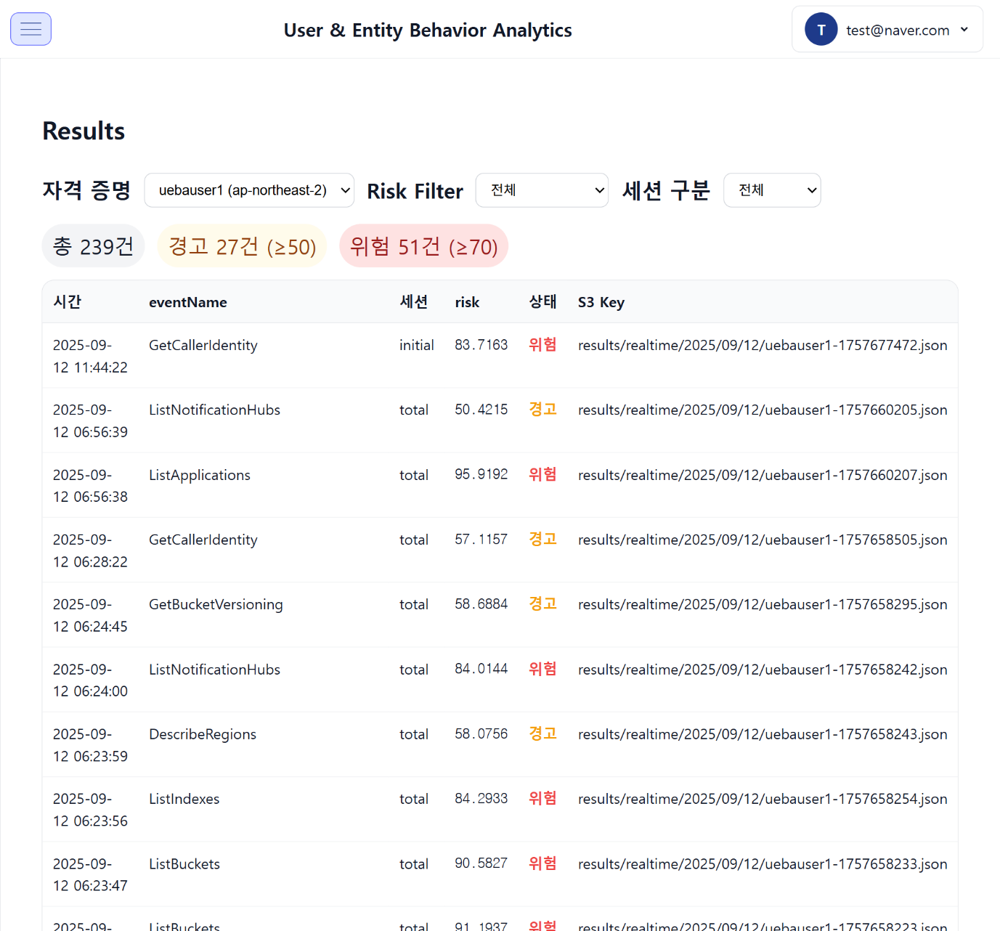 User & Entity Behavior Analytics
T test@naver.com
Results
자격 증명 uebauser1 (ap-northeast-2) Risk Filter 전체 세션 구분 전체
총 239건 경고 27건 (≥50) 위험 51건 (≥70)
시간 eventName 세션 risk 상태 S3 Key
2025-09- GetCallerIdentity initial 83.7163 위험 results/realtime/2025/09/12/uebauser1-1757677472.json
12 11:44:22
2025-09- ListNotificationHubs total 50.4215 경고 results/realtime/2025/09/12/uebauser1-1757660205.json
12 06:56:39
2025-09- ListApplications total 95.9192 위험 results/realtime/2025/09/12/uebauser1-1757660207.json
12 06:56:38
2025-09- GetCallerIdentity total 57.1157 경고 results/realtime/2025/09/12/uebauser1-1757658505.json
12 06:28:22
2025-09- GetBucketVersioning total 58.6884 경고 results/realtime/2025/09/12/uebauser1-1757658295.json
12 06:24:45
2025-09- ListNotificationHubs total 84.0144 위험 results/realtime/2025/09/12/uebauser1-1757658242.json
12 06:24:00
2025-09- DescribeRegions total 58.0756 경고 results/realtime/2025/09/12/uebauser1-1757658243.json
12 06:23:59
2025-09- ListIndexes total 84.2933 위험 results/realtime/2025/09/12/uebauser1-1757658254.json
12 06:23:56
2025-09- ListBuckets total 90.5827 위험 results/realtime/2025/09/12/uebauser1-1757658233.json
12 06:23:47
2025-09- ListBuckets total 91.1937 위험 results/realtime/2025/09/12/uebauser1-1757658223.json